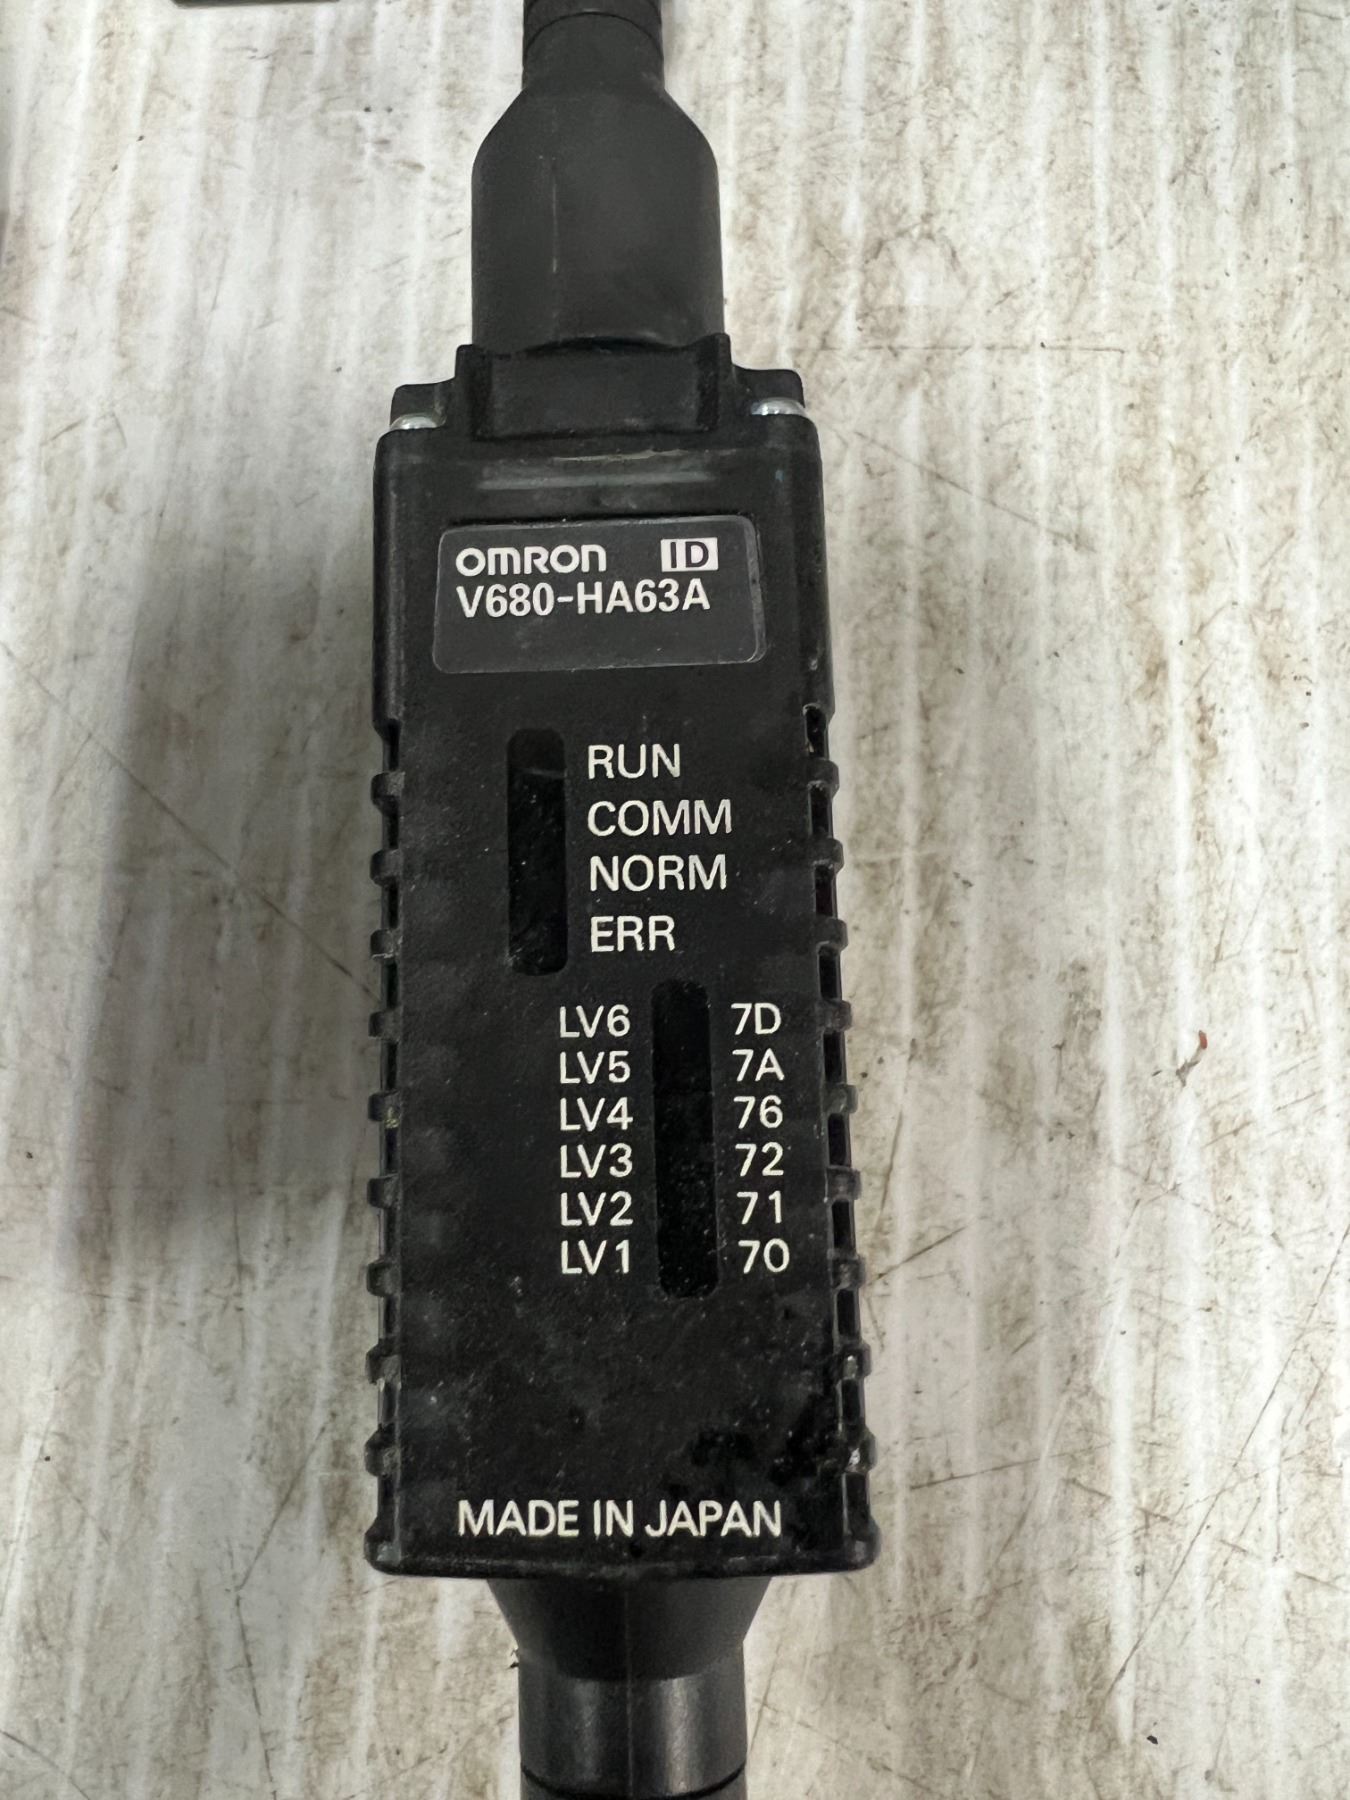 OMRON ID
V680-HA63A
RUN
COMM
NORM
ERR
LV6 7D
LV5 7A
LV4 76
LV3 72
LV2 71
LV1 70
MADE IN JAPAN